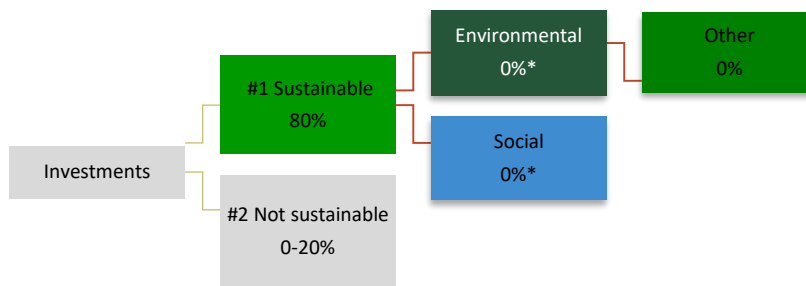 Investments
#1 Sustainable
80%
#2 Not sustainable
0-20%
Environmental
0%*
Social
0%*
Other
0%